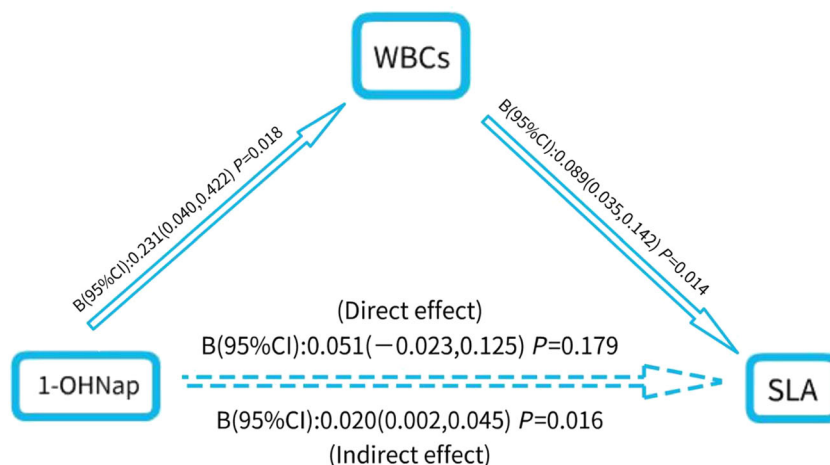 WBCs
B(95%CI):0.231(0.040,0.422) P=0.018
B(95%CI):0.089(0.035,0.142) P=0.014
(Direct effect)
B(95%CI):0.051(−0.023,0.125) P=0.179
1-OHNap
SLA
B(95%CI):0.020(0.002,0.045) P=0.016
(Indirect effect)